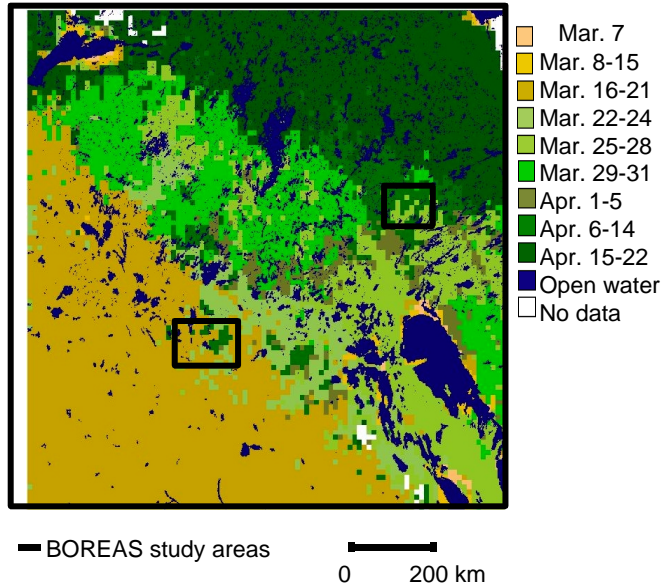 Mar. 7
Mar. 8-15
Mar. 16-21
Mar. 22-24
Mar. 25-28
Mar. 29-31
Apr. 1-5
Apr. 6-14
Apr. 15-22
Open water
No data
BOREAS study areas
0 200 km